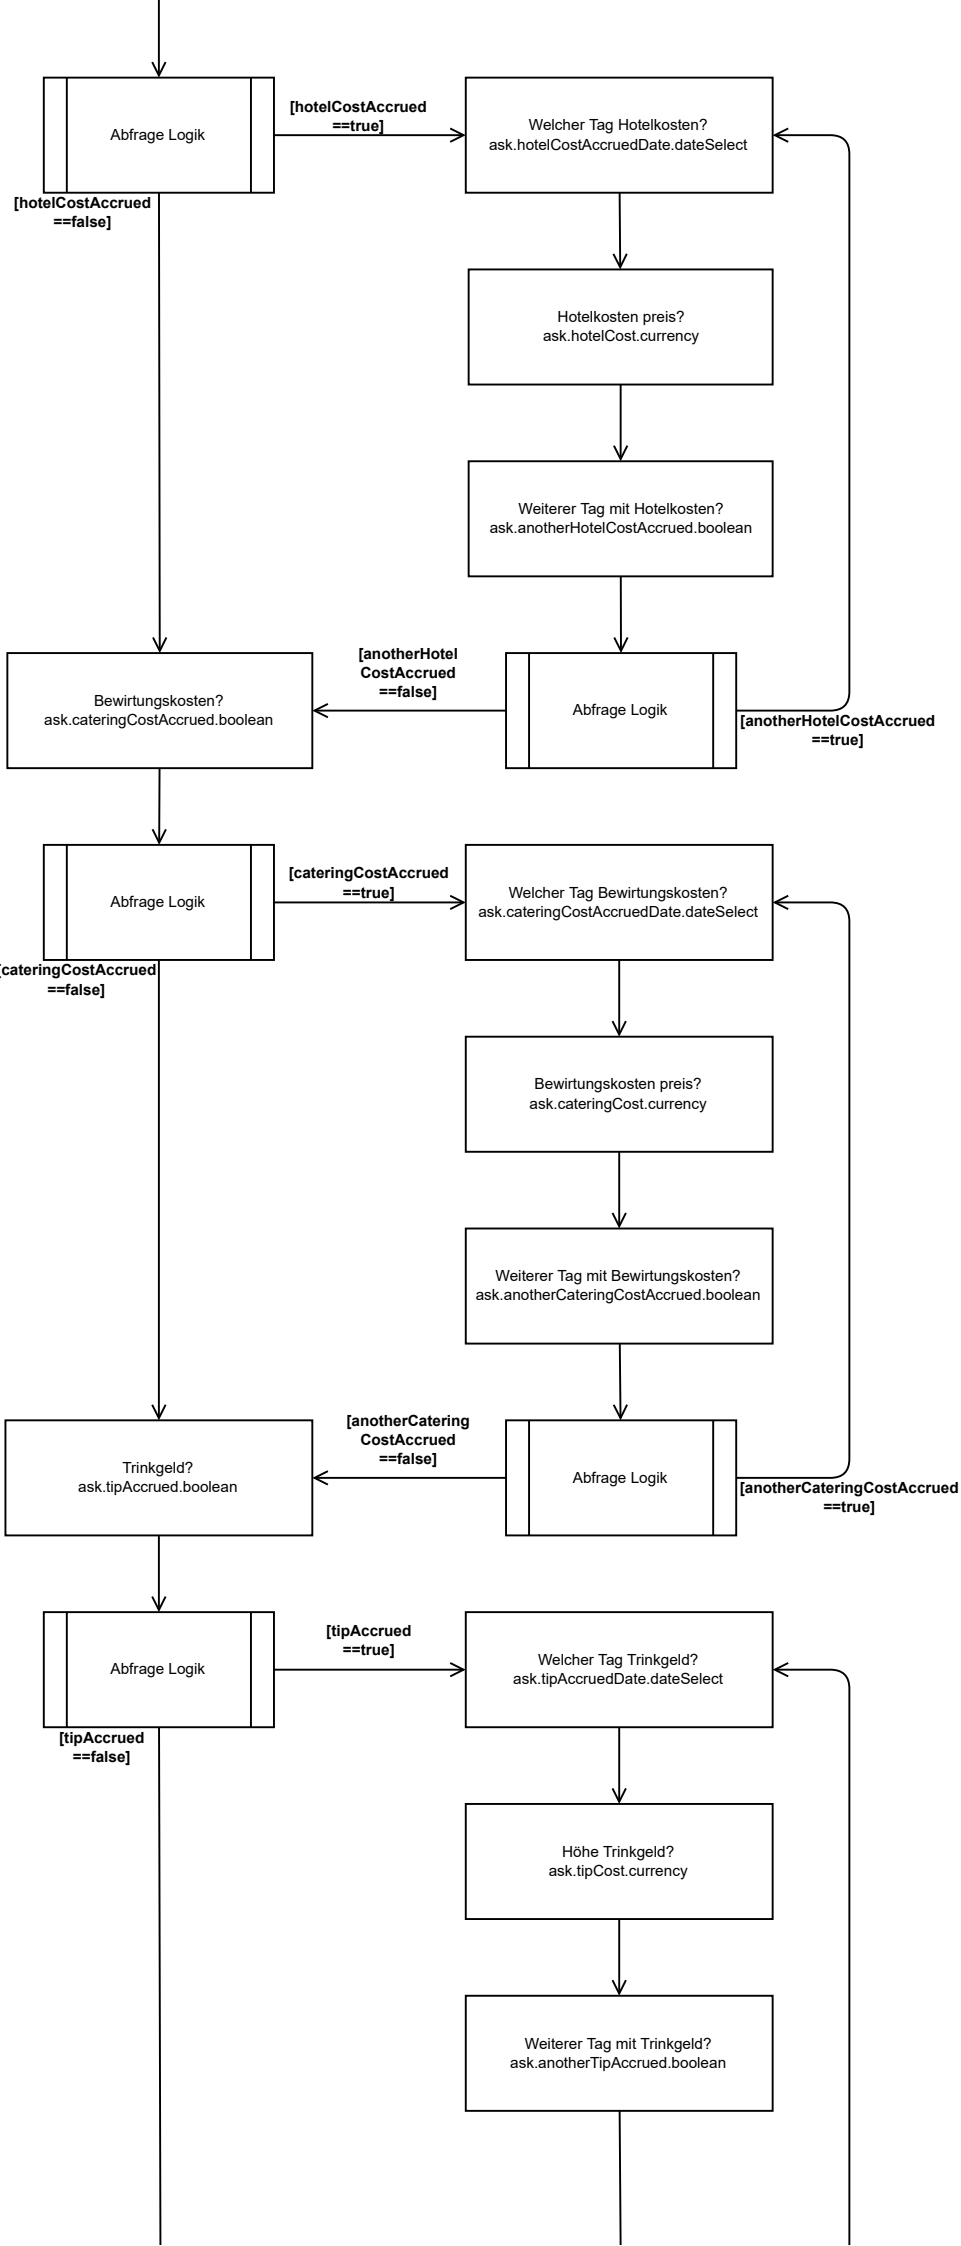 [hotelCostAccrued
==true]
Abfrage Logik
Welcher Tag Hotelkosten?
ask.hotelCostAccruedDate.dateSelect
[hotelCostAccrued
==false]
Hotelkosten preis?
ask.hotelCost.currency
Weiterer Tag mit Hotelkosten?
ask.anotherHotelCostAccrued.boolean
[anotherHotel
CostAccrued
==false]
Bewirtungskosten?
ask.cateringCostAccrued.boolean
Abfrage Logik
[anotherHotelCostAccrued
==true]
[cateringCostAccrued
==true]
Abfrage Logik
Welcher Tag Bewirtungskosten?
ask.cateringCostAccruedDate.dateSelect
[cateringCostAccrued
==false]
Bewirtungskosten preis?
ask.cateringCost.currency
Weiterer Tag mit Bewirtungskosten?
ask.anotherCateringCostAccrued.boolean
[anotherCatering
CostAccrued
==false]
Trinkgeld?
ask.tipAccrued.boolean
Abfrage Logik
[anotherCateringCostAccrued
==true]
[tipAccrued
==true]
Abfrage Logik
Welcher Tag Trinkgeld?
ask.tipAccruedDate.dateSelect
[tipAccrued
==false]
Höhe Trinkgeld?
ask.tipCost.currency
Weiterer Tag mit Trinkgeld?
ask.anotherTipAccrued.boolean